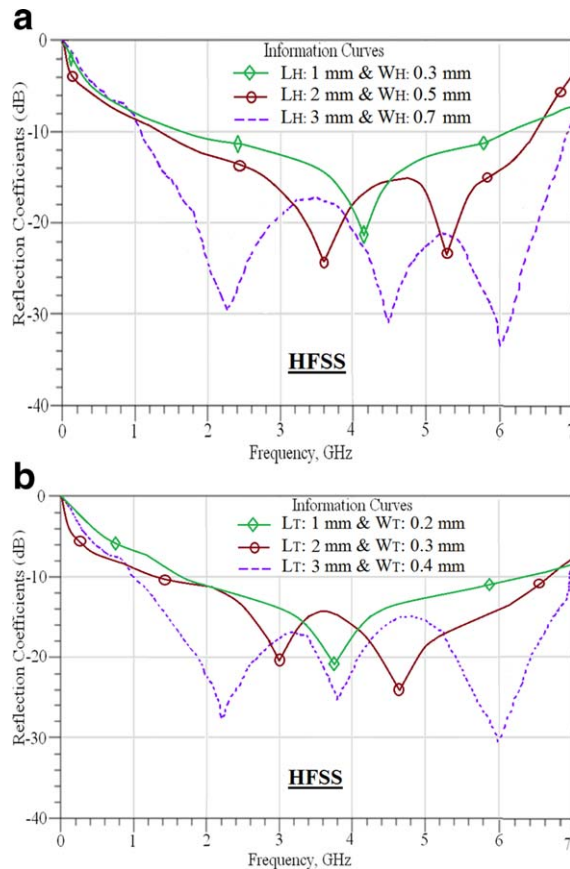 a
Information Curves
LH: 1 mm & WH: 0.3 mm
LH: 2 mm & WH: 0.5 mm
LH: 3 mm & WH: 0.7 mm
Reflection Coefficients (dB)
0
-10
-20
-30
-40
HFSS
0 1 2 3 4 5 6 7
Frequency, GHz
b
Information Curves
LT: 1 mm & WT: 0.2 mm
LT: 2 mm & WT: 0.3 mm
LT: 3 mm & WT: 0.4 mm
Reflection Coefficients (dB)
0
-10
-20
-30
-40
HFSS
0 1 2 3 4 5 6 7
Frequency, GHz